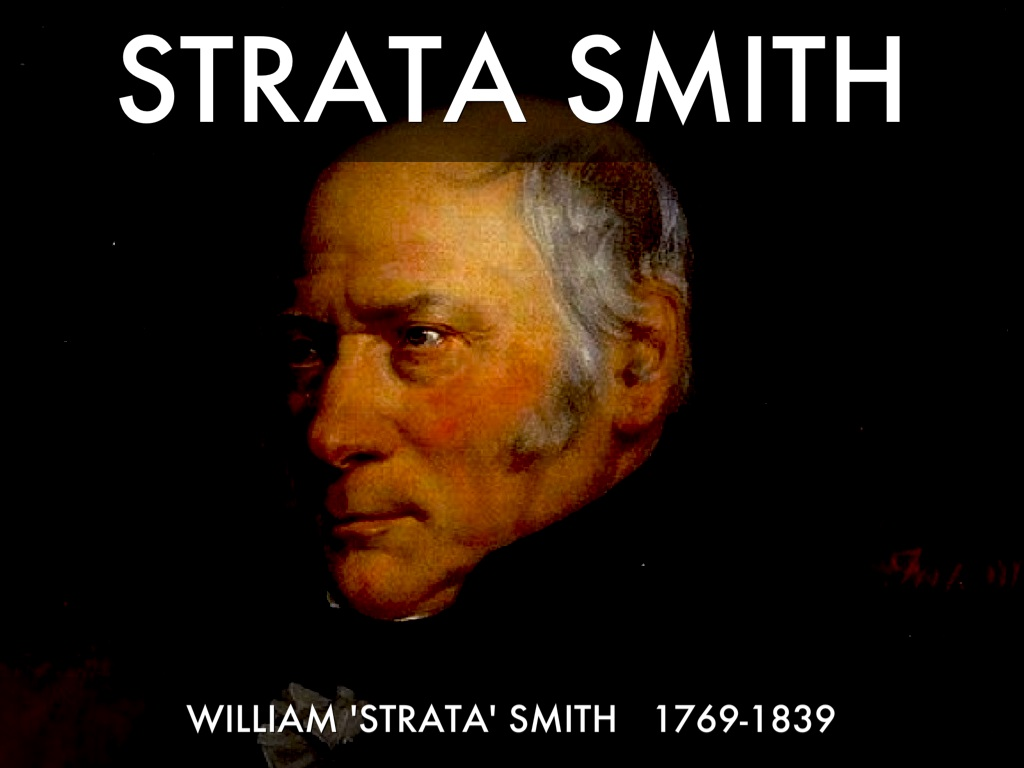 STRATA SMITH
WILLIAM 'STRATA' SMITH 1769-1839